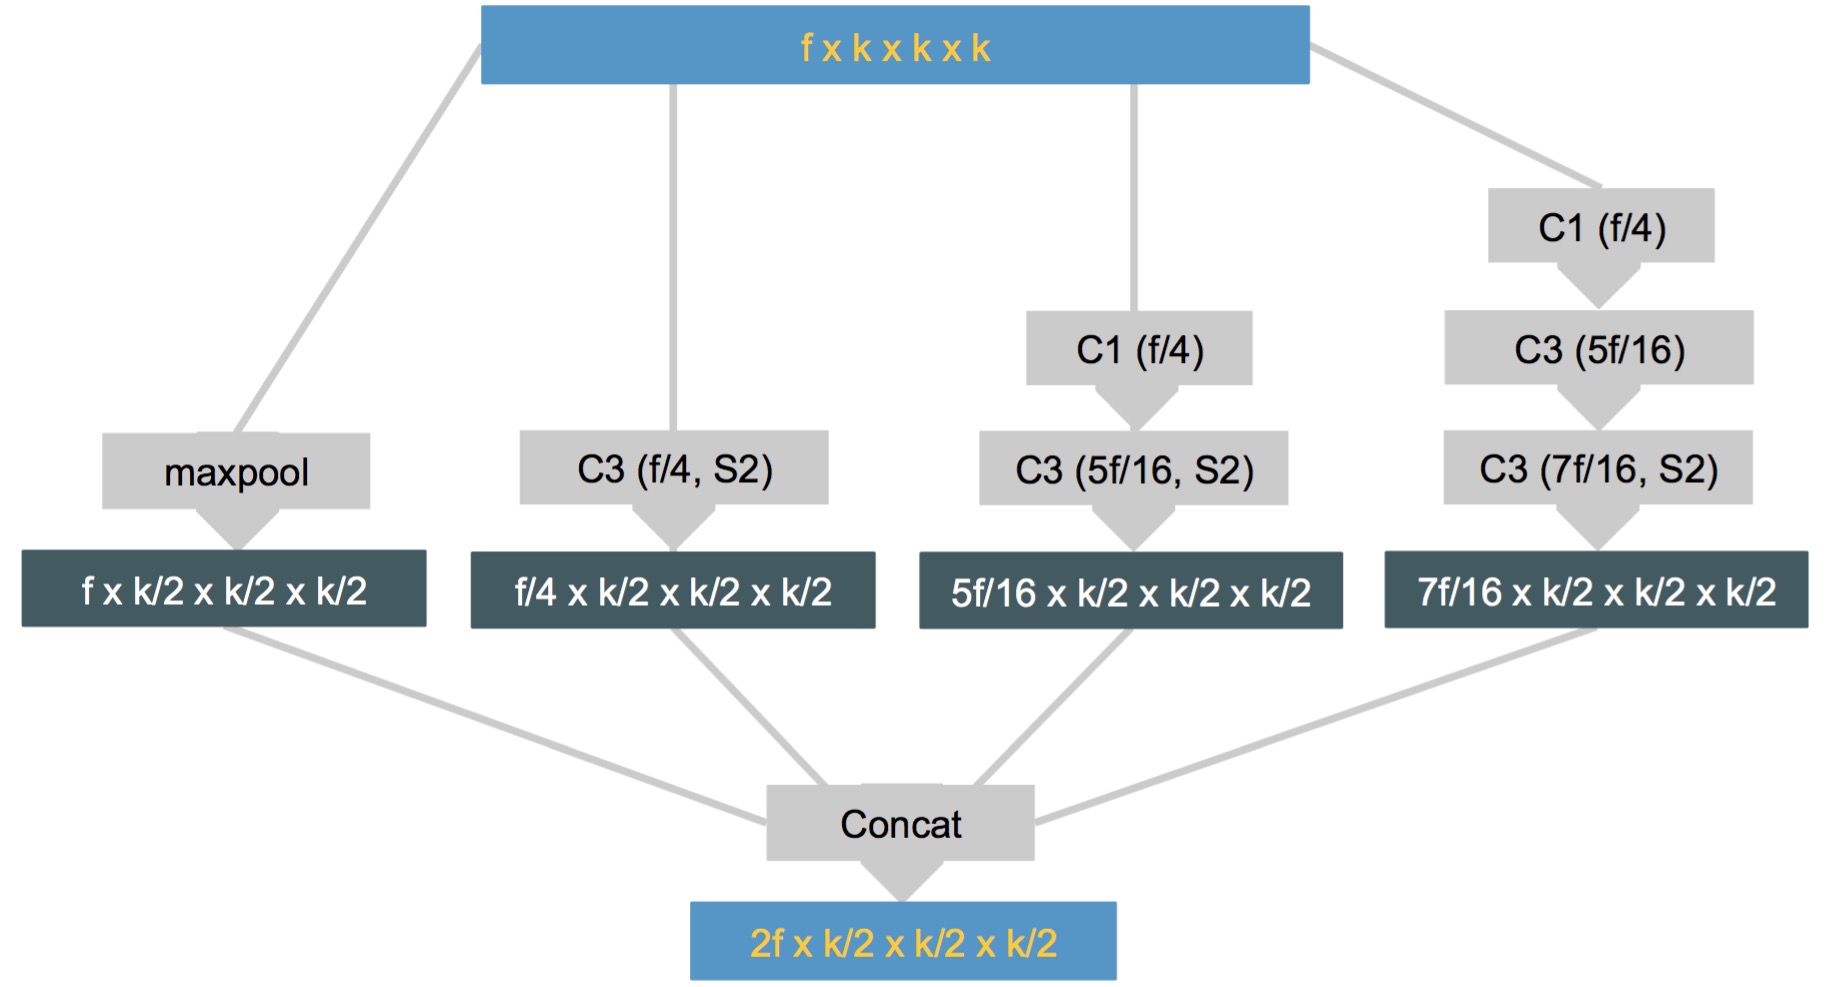 f x k x k x k
C1 (f/4)
C1 (f/4)
C3 (5f/16)
maxpool
C3 (f/4, S2)
C3 (5f/16, S2)
C3 (7f/16, S2)
f x k/2 x k/2 x k/2
f/4 x k/2 x k/2 x k/2
5f/16 x k/2 x k/2 x k/2
7f/16 x k/2 x k/2 x k/2
Concat
2f x k/2 x k/2 x k/2